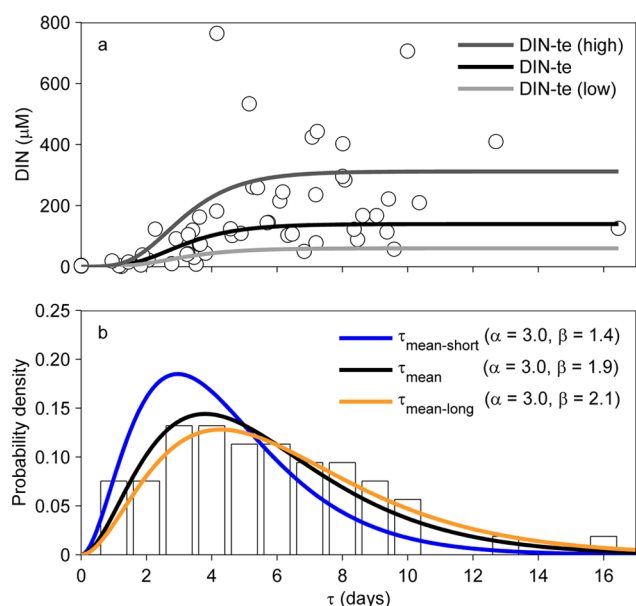 800
a
DIN-te (high)
DIN-te
DIN-te (low)
600
400
200
0
DIN (μM)
0.25
b
τmean-short (α = 3.0, β = 1.4)
τmean (α = 3.0, β = 1.9)
τmean-long (α = 3.0, β = 2.1)
0.20
0.15
0.10
0.05
0
Probability density
0 2 4 6 8 10 12 14 16
τ (days)